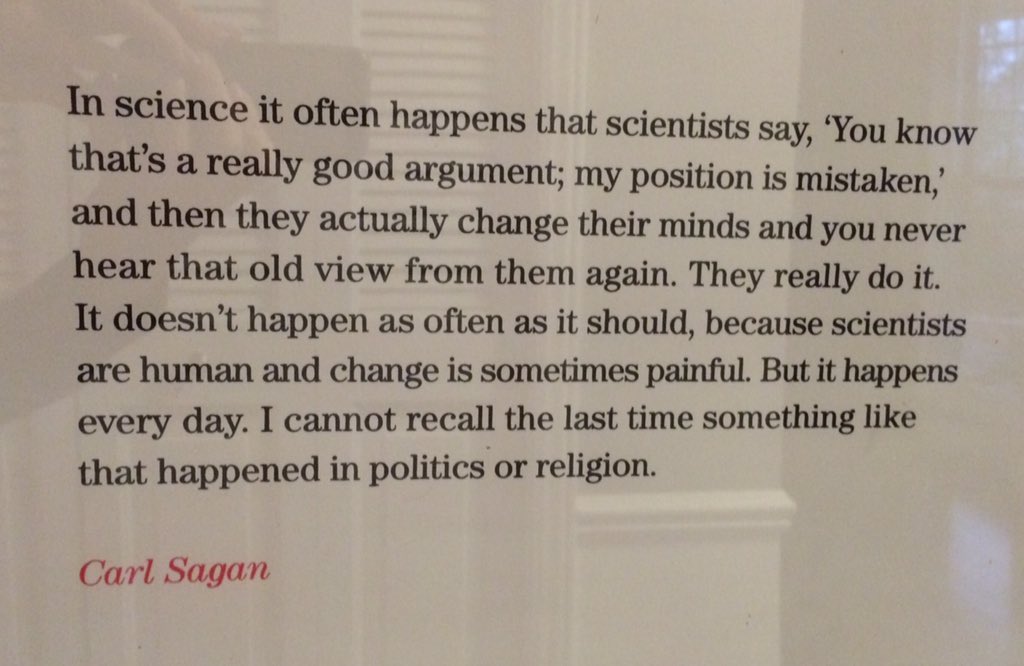 In science it often happens that scientists say, ‘You know
that’s a really good argument; my position is mistaken,’
and then they actually change their minds and you never
hear that old view from them again. They really do it.
It doesn’t happen as often as it should, because scientists
are human and change is sometimes painful. But it happens
every day. I cannot recall the last time something like
that happened in politics or religion.
Carl Sagan